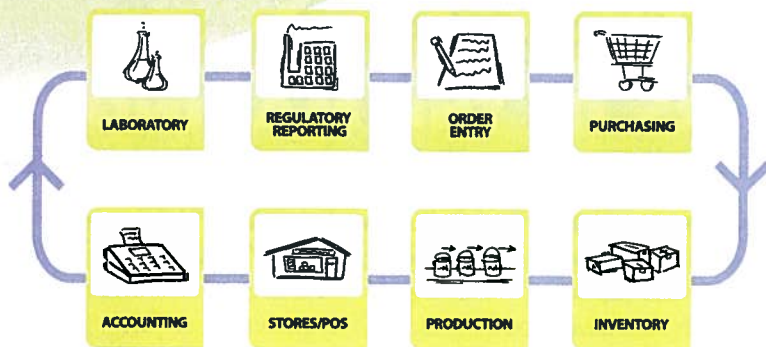 LABORATORY
REGULATORY
REPORTING
ORDER
ENTRY
PURCHASING
ACCOUNTING
STORES/POS
PRODUCTION
INVENTORY